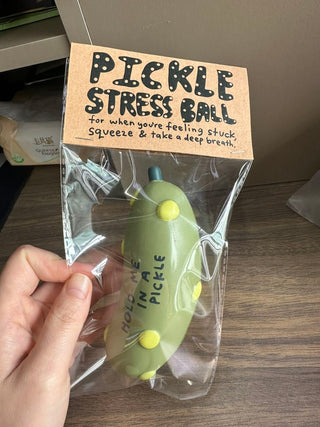 PICKLE
STRESS BALL
for when you're feeling stuck,
squeeze & take a deep breath,
HOLD ME
IN A
PICKLE